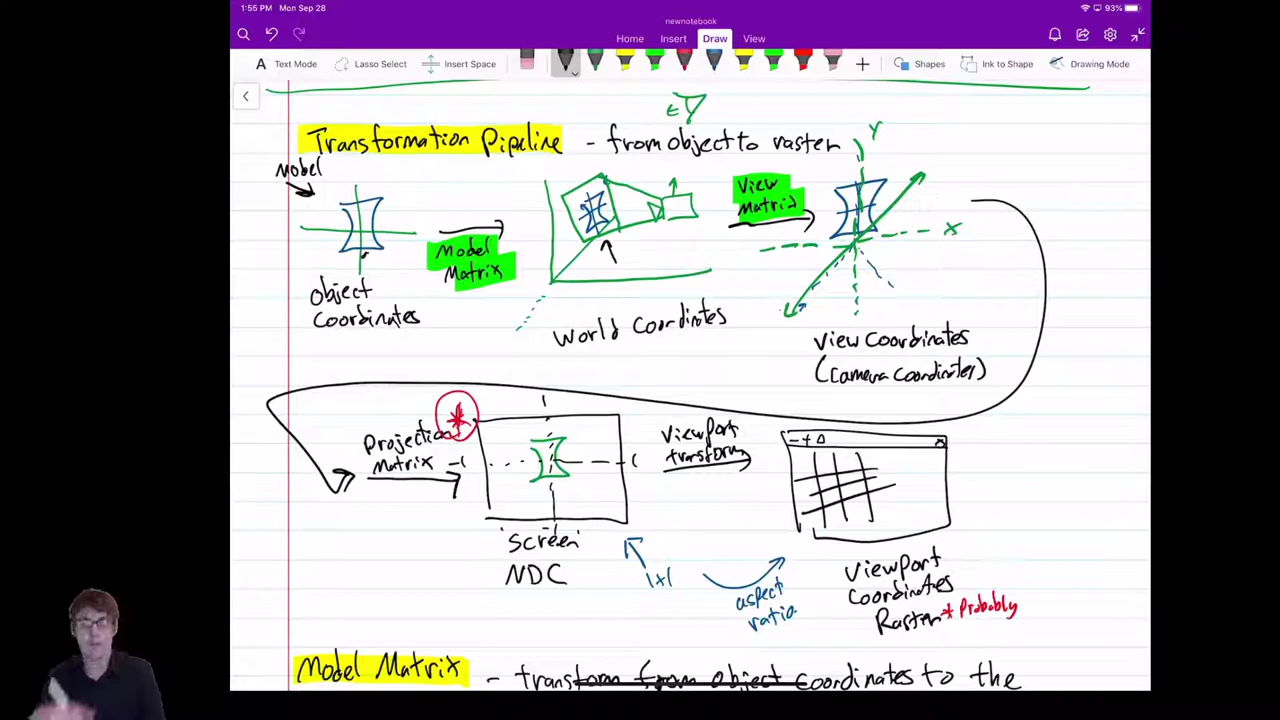 1:55 PM Mon Sep 28
93%
newnotebook
Home Insert Draw View
Text Mode Lasso Select Insert Space Shapes Ink to Shape Drawing Mode
Transformation Pipeline - from object to raster
Model
Model
Matrix
Object
Coordinates
World Coordinates
View
Matrix
Y
X
View Coordinates
(Camera Coordinates)
Projection
Matrix
*
1
-1
1
Screen
NDC
Viewport
transform
1x1
aspect
ratio
- + △ x
Viewport
Coordinates
Raster * Probably
Model Matrix - transform from object coordinates to the